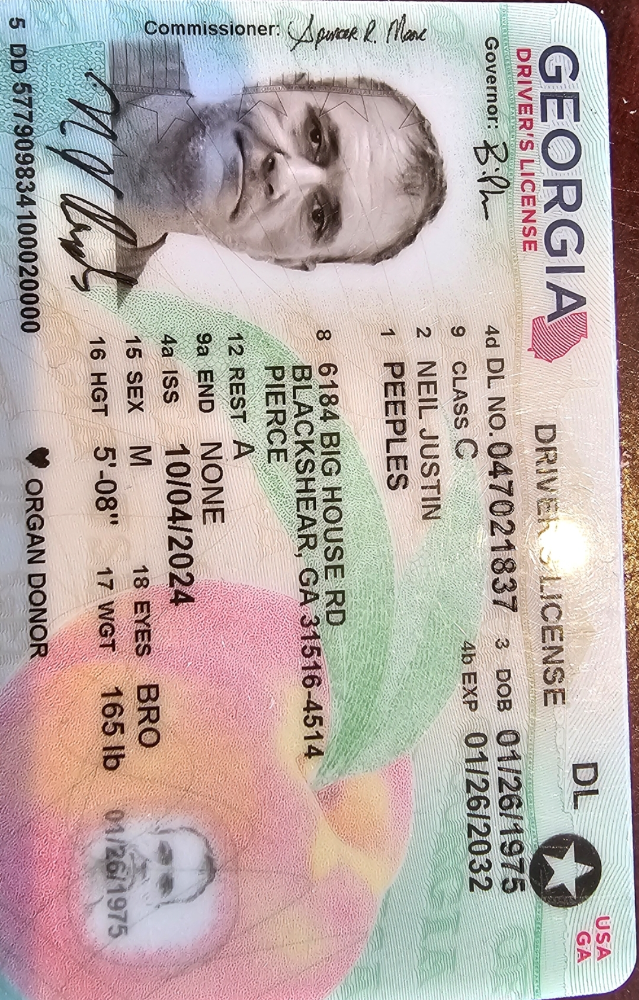 GEORGIA
DRIVER'S LICENSE
DRIVER'S LICENSE
DL
USA
GA
Governor:
Commissioner:
4d DL NO. 047021837 3 DOB 01/26/1975
9 CLASS C 4b EXP 01/26/2032
2 NEIL JUSTIN
1 PEEPLES
8 6184 BIG HOUSE RD
BLACKSHEAR, GA 31516-4514
PIERCE
12 REST A
9a END NONE
4a ISS 10/04/2024
15 SEX M 18 EYES BRO
16 HGT 5'-08" 17 WGT 165 lb
01/26/1975
ORGAN DONOR
5 DD 577909834100020000